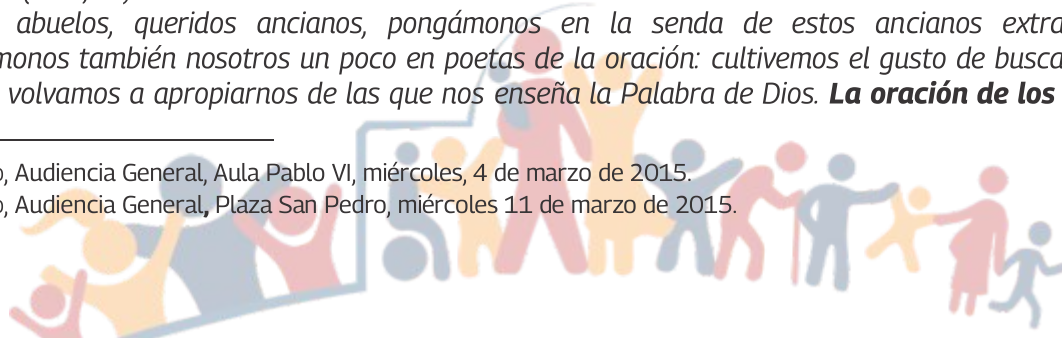 abuelos, queridos ancianos, pongámonos en la senda de estos ancianos extra
monos también nosotros un poco en poetas de la oración: cultivemos el gusto de busca
volvamos a apropiarnos de las que nos enseña la Palabra de Dios. La oración de los
o, Audiencia General, Aula Pablo VI, miércoles, 4 de marzo de 2015.
o, Audiencia General, Plaza San Pedro, miércoles 11 de marzo de 2015.